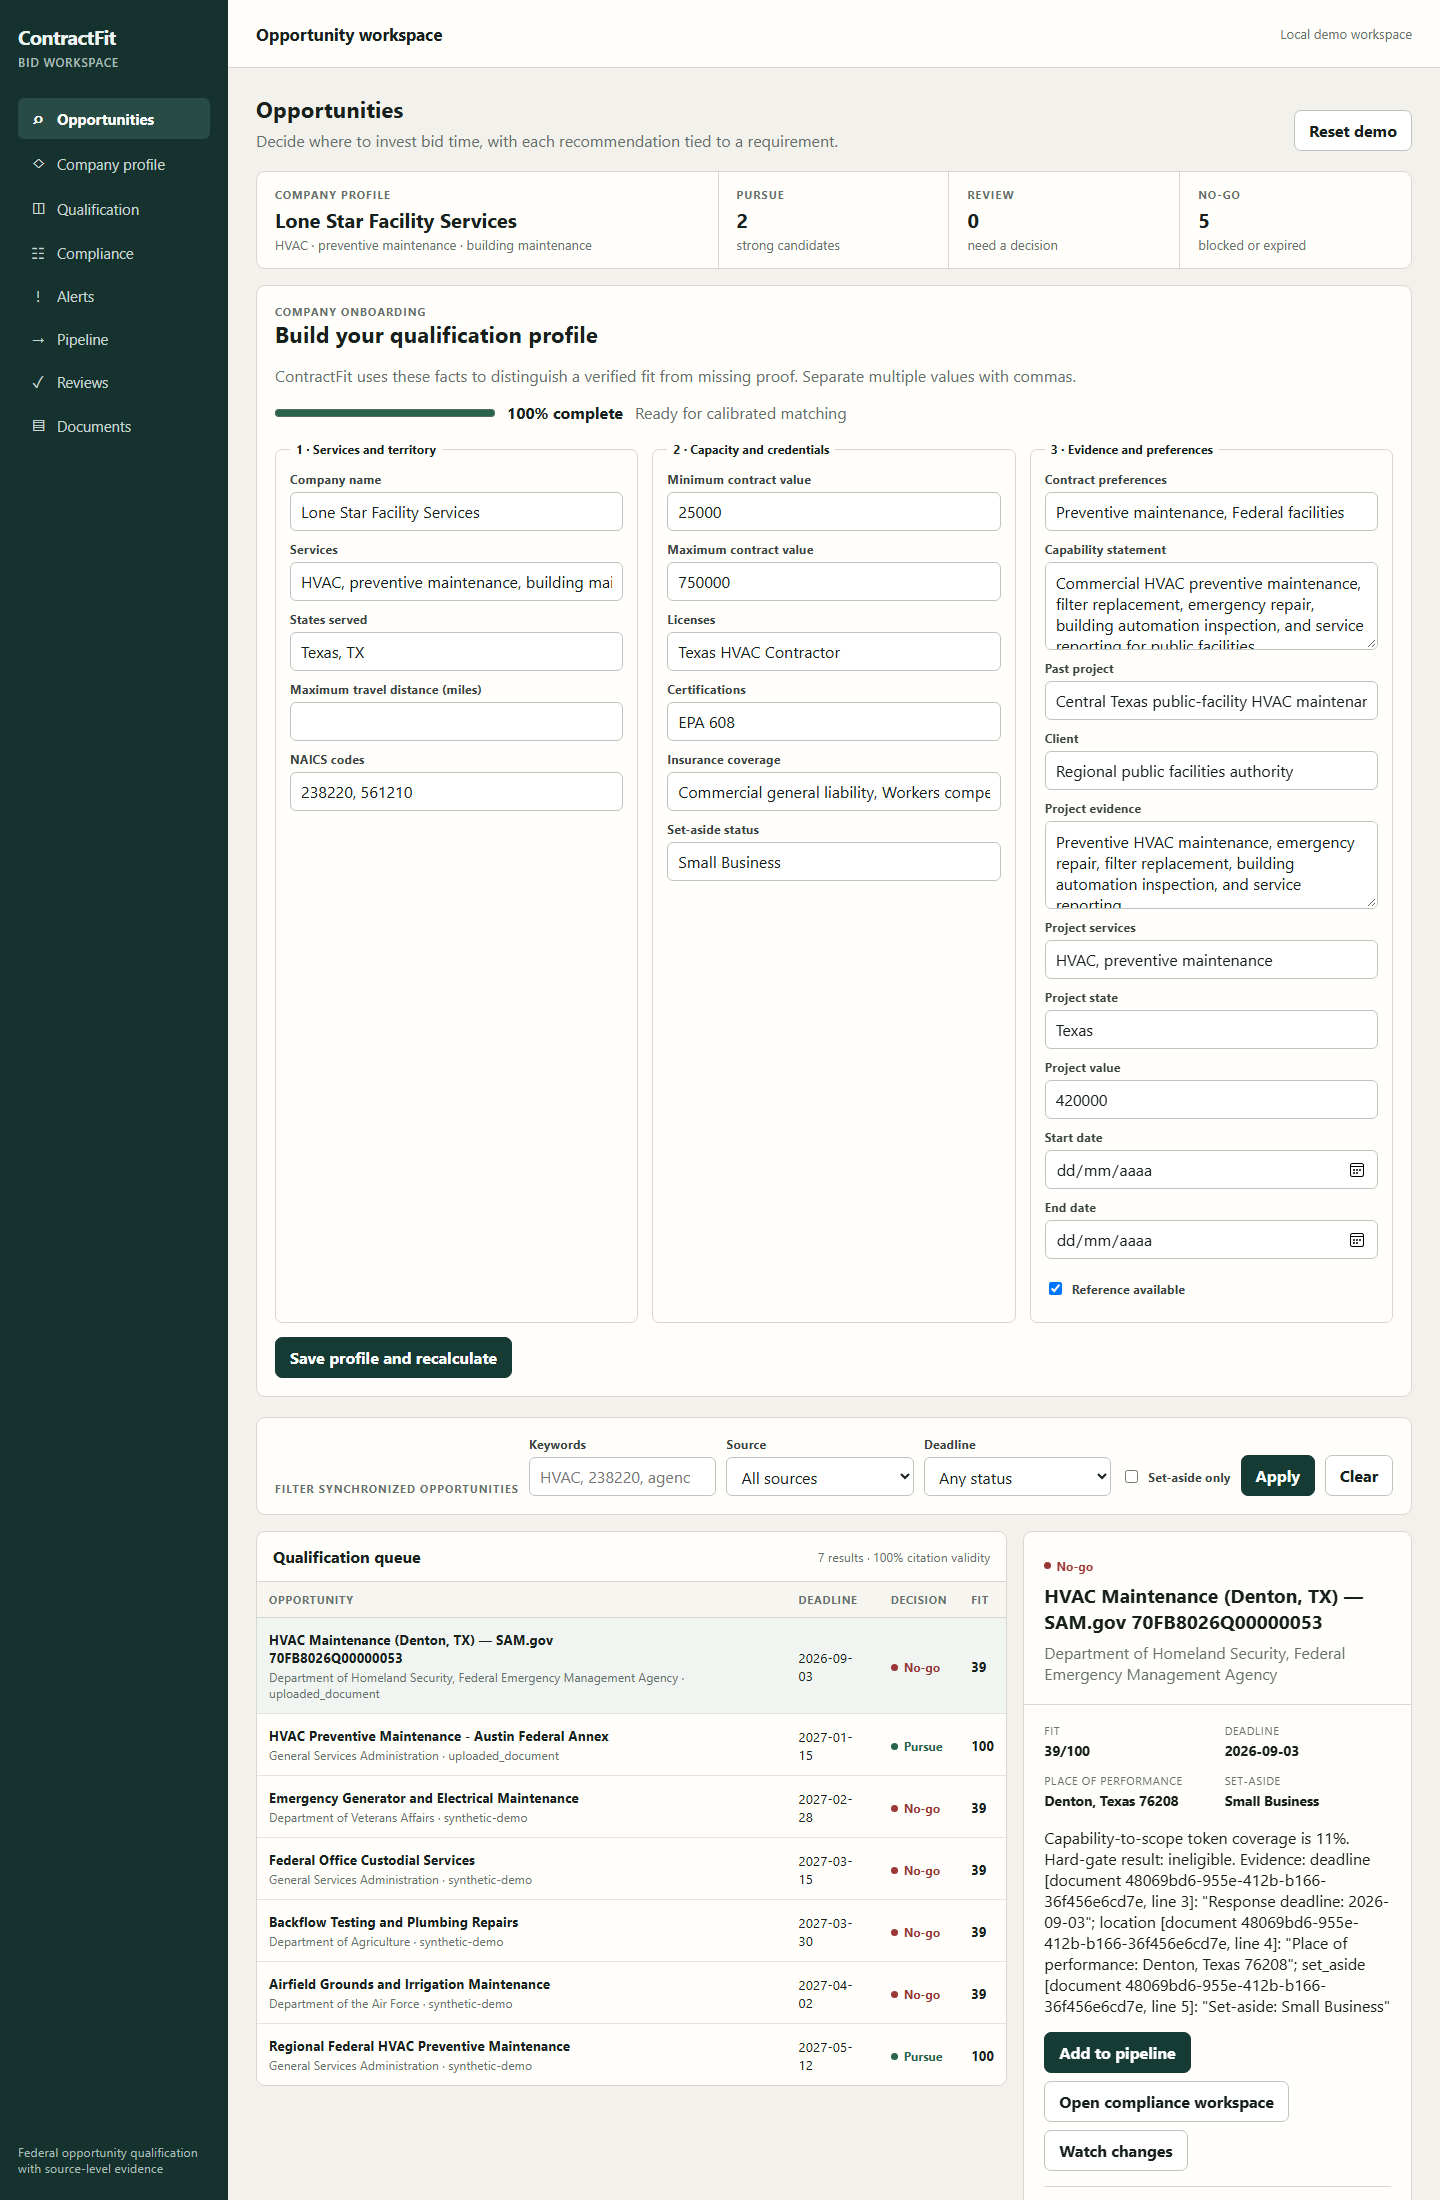 ContractFit
BID WORKSPACE
Opportunities
Company profile
Qualification
Compliance
Alerts
Pipeline
Reviews
Documents
Federal opportunity qualification
with source-level evidence
Opportunity workspace
Local demo workspace
Opportunities
Decide where to invest bid time, with each recommendation tied to a requirement.
Reset demo
COMPANY PROFILE
Lone Star Facility Services
HVAC · preventive maintenance · building maintenance
PURSUE
2
strong candidates
REVIEW
0
need a decision
NO-GO
5
blocked or expired
COMPANY ONBOARDING
Build your qualification profile
ContractFit uses these facts to distinguish a verified fit from missing proof. Separate multiple values with commas.
100% complete Ready for calibrated matching
1 · Services and territory
Company name
Lone Star Facility Services
Services
HVAC, preventive maintenance, building mai
States served
Texas, TX
Maximum travel distance (miles)
NAICS codes
238220, 561210
2 · Capacity and credentials
Minimum contract value
25000
Maximum contract value
750000
Licenses
Texas HVAC Contractor
Certifications
EPA 608
Insurance coverage
Commercial general liability, Workers compe
Set-aside status
Small Business
3 · Evidence and preferences
Contract preferences
Preventive maintenance, Federal facilities
Capability statement
Commercial HVAC preventive maintenance,
filter replacement, emergency repair,
building automation inspection, and service
reporting for public facilities
Past project
Central Texas public-facility HVAC maintenar
Client
Regional public facilities authority
Project evidence
Preventive HVAC maintenance, emergency
repair, filter replacement, building
automation inspection, and service
reporting
Project services
HVAC, preventive maintenance
Project state
Texas
Project value
420000
Start date
dd/mm/aaaa
End date
dd/mm/aaaa
Reference available
Save profile and recalculate
FILTER SYNCHRONIZED OPPORTUNITIES
Keywords
HVAC, 238220, agenc
Source
All sources
Deadline
Any status
Set-aside only
Apply
Clear
Qualification queue
7 results · 100% citation validity
OPPORTUNITY DEADLINE DECISION FIT
HVAC Maintenance (Denton, TX) — SAM.gov
70FB8026Q00000053
Department of Homeland Security, Federal Emergency Management Agency ·
uploaded_document
2026-09-
03
No-go
39
HVAC Preventive Maintenance - Austin Federal Annex
General Services Administration · uploaded_document
2027-01-
15
Pursue
100
Emergency Generator and Electrical Maintenance
Department of Veterans Affairs · synthetic-demo
2027-02-
28
No-go
39
Federal Office Custodial Services
General Services Administration · synthetic-demo
2027-03-
15
No-go
39
Backflow Testing and Plumbing Repairs
Department of Agriculture · synthetic-demo
2027-03-
30
No-go
39
Airfield Grounds and Irrigation Maintenance
Department of the Air Force · synthetic-demo
2027-04-
02
No-go
39
Regional Federal HVAC Preventive Maintenance
General Services Administration · synthetic-demo
2027-05-
12
Pursue
100
No-go
HVAC Maintenance (Denton, TX) —
SAM.gov 70FB8026Q00000053
Department of Homeland Security, Federal
Emergency Management Agency
FIT
39/100
DEADLINE
2026-09-03
PLACE OF PERFORMANCE
Denton, Texas 76208
SET-ASIDE
Small Business
Capability-to-scope token coverage is 11%.
Hard-gate result: ineligible. Evidence: deadline
[document 48069bd6-955e-412b-b166-
36f456e6cd7e, line 3]: "Response deadline: 2026-
09-03"; location [document 48069bd6-955e-
412b-b166-36f456e6cd7e, line 4]: "Place of
performance: Denton, Texas 76208"; set_aside
[document 48069bd6-955e-412b-b166-
36f456e6cd7e, line 5]: "Set-aside: Small Business"
Add to pipeline
Open compliance workspace
Watch changes